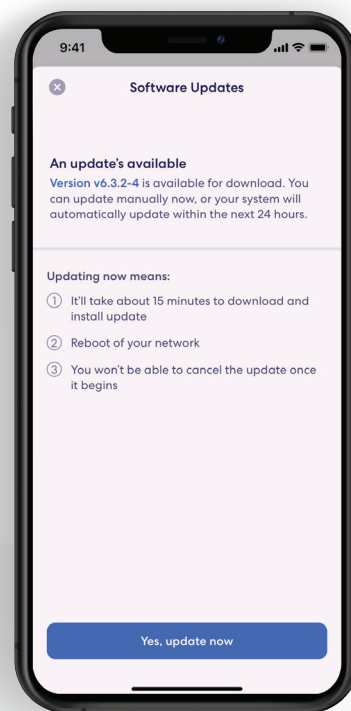 9:41
Software Updates
An update's available
Version v6.3.2-4 is available for download. You
can update manually now, or your system will
automatically update within the next 24 hours.
Updating now means:
1 It'll take about 15 minutes to download and
install update
2 Reboot of your network
3 You won't be able to cancel the update once
it begins
Yes, update now